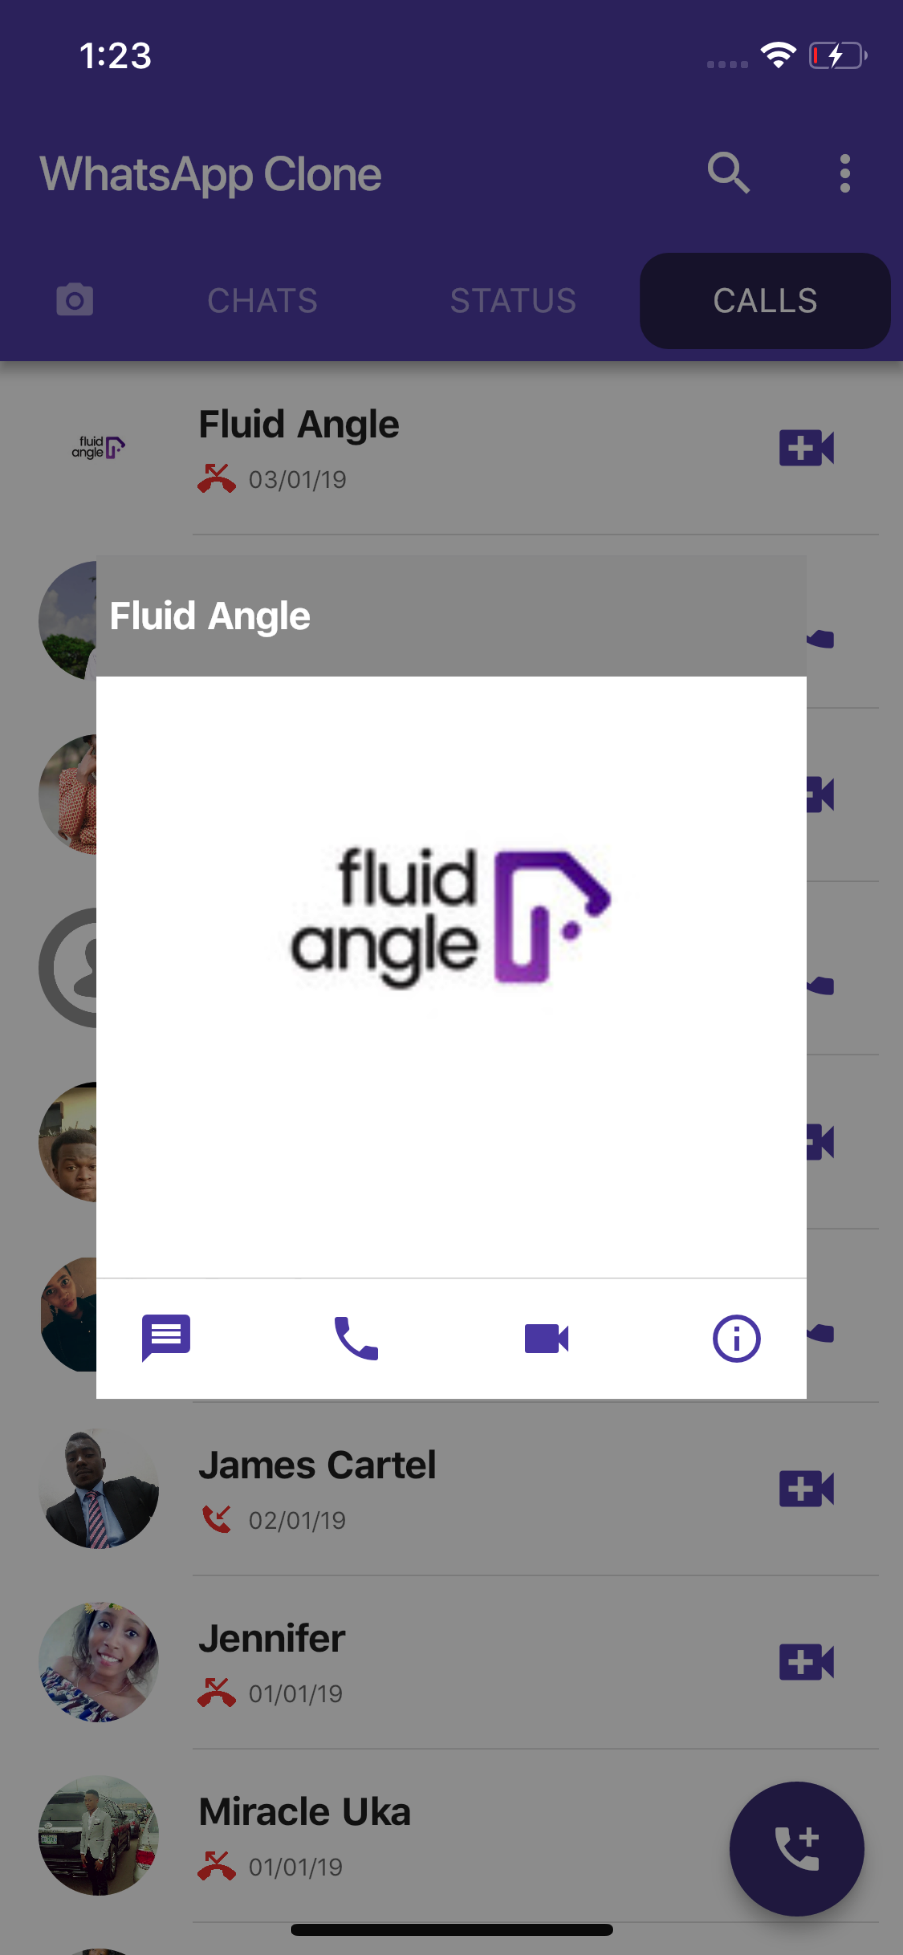 1:23
WhatsApp Clone
CHATS
STATUS
CALLS
fluid
angle
Fluid Angle
03/01/19
Fluid Angle
fluid
angle
James Cartel
02/01/19
Jennifer
01/01/19
Miracle Uka
01/01/19